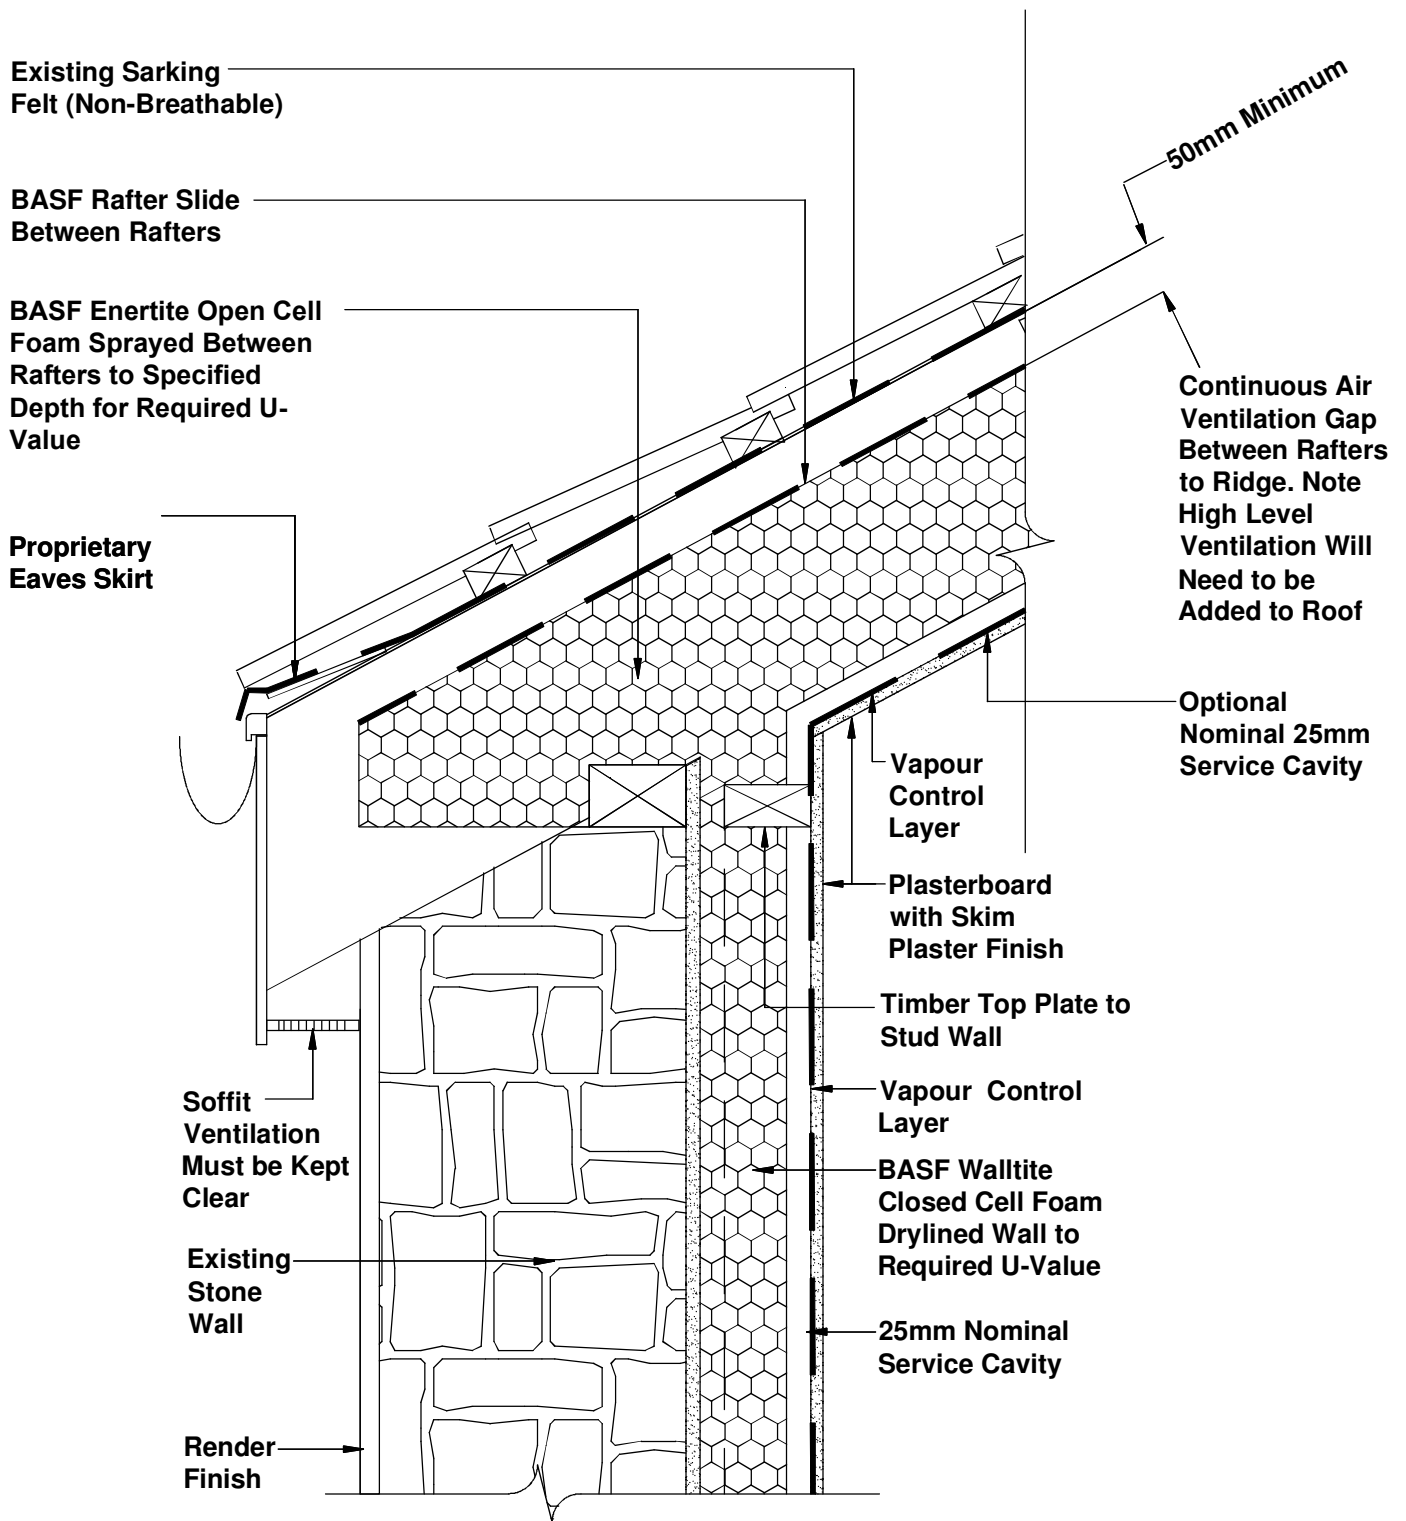 Existing Sarking
Felt (Non-Breathable)
50mm Minimum
BASF Rafter Slide
Between Rafters
BASF Enertite Open Cell
Foam Sprayed Between
Rafters to Specified
Depth for Required U-
Value
Continuous Air
Ventilation Gap
Between Rafters
to Ridge. Note
High Level
Ventilation Will
Need to be
Added to Roof
Proprietary
Eaves Skirt
Optional
Nominal 25mm
Service Cavity
Vapour
Control
Layer
Plasterboard
with Skim
Plaster Finish
Timber Top Plate to
Stud Wall
Soffit
Ventilation
Must be Kept
Clear
Vapour  Control
Layer
BASF Walltite
Closed Cell Foam
Drylined Wall to
Required U-Value
Existing
Stone
Wall
25mm Nominal
Service Cavity
Render
Finish